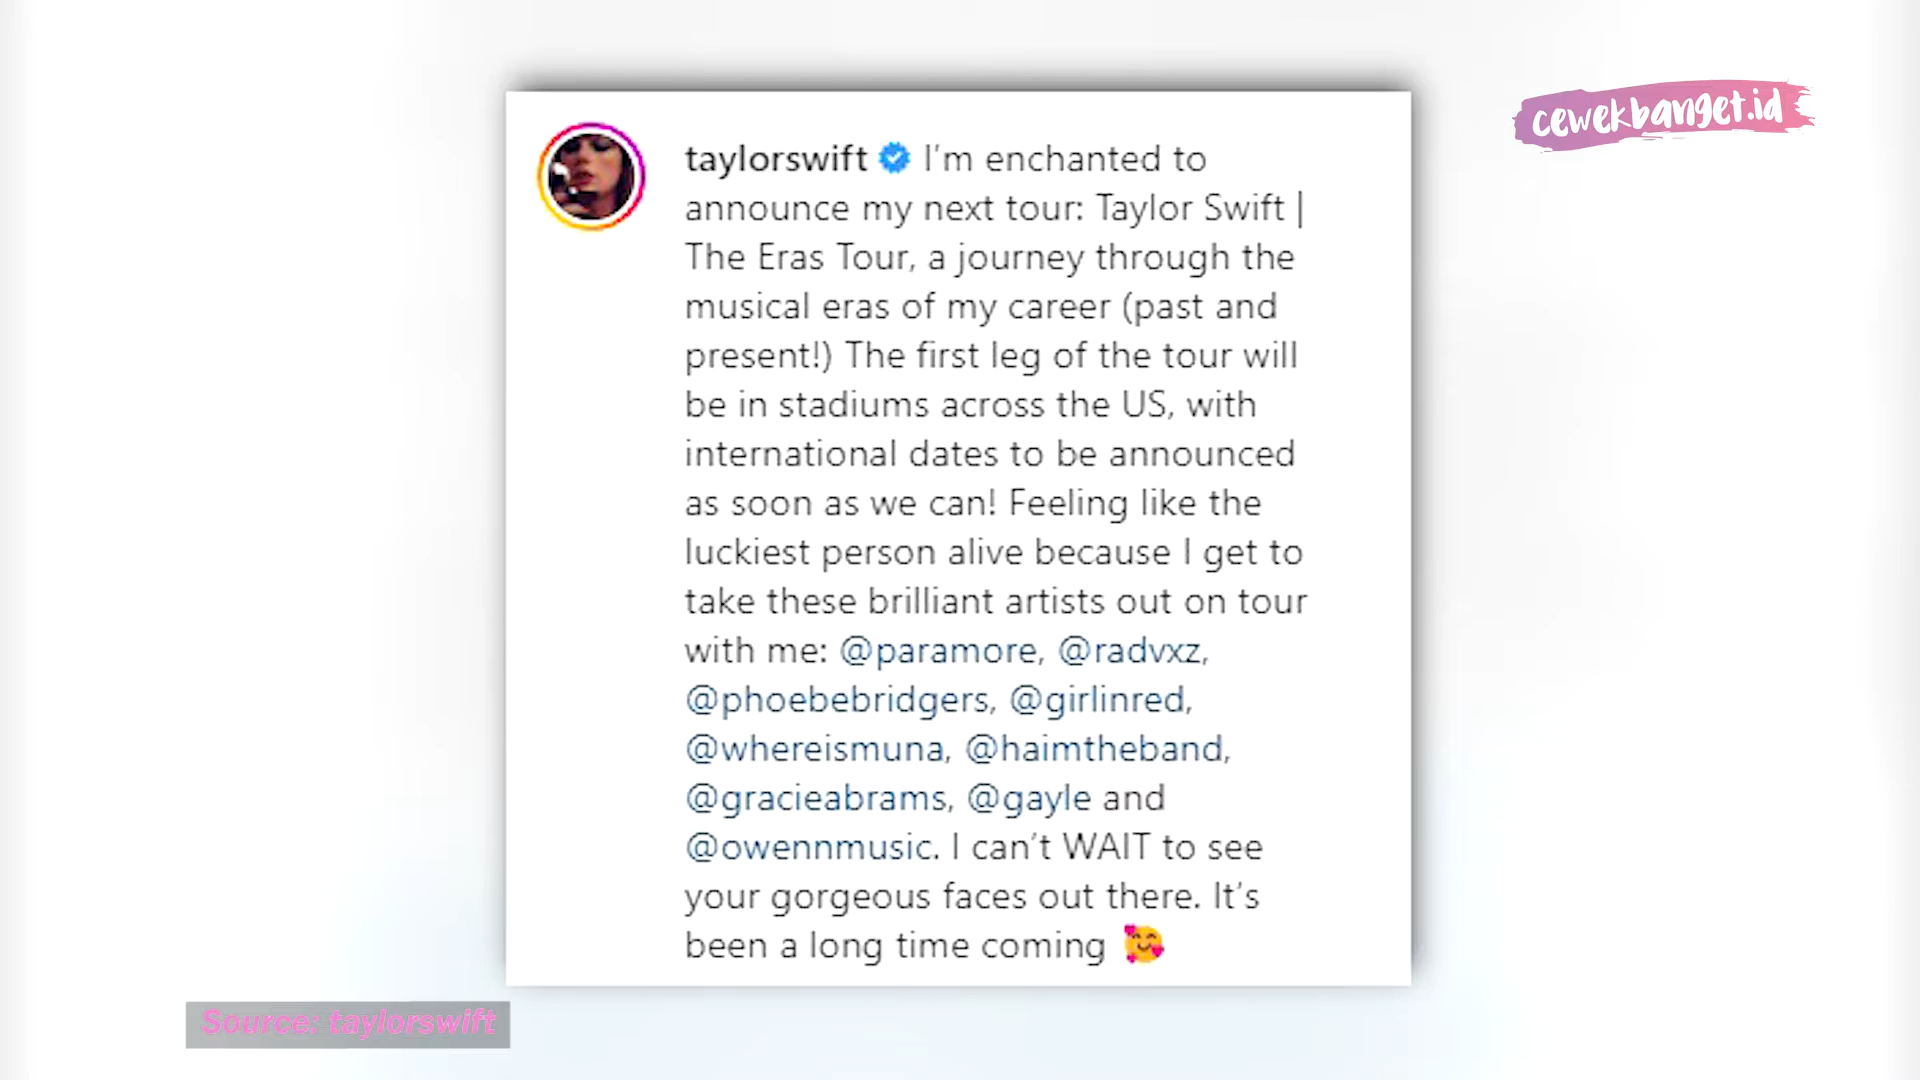 cewekbanget.id
taylorswift I'm enchanted to
announce my next tour: Taylor Swift |
The Eras Tour, a journey through the
musical eras of my career (past and
present!) The first leg of the tour will
be in stadiums across the US, with
international dates to be announced
as soon as we can! Feeling like the
luckiest person alive because I get to
take these brilliant artists out on tour
with me: @paramore, @radvxz,
@phoebebridgers, @girlinred,
@whereismuna, @haimtheband,
@gracieabrams, @gayle and
@owennmusic. I can't WAIT to see
your gorgeous faces out there. It's
been a long time coming 🥰
Source: taylorswift